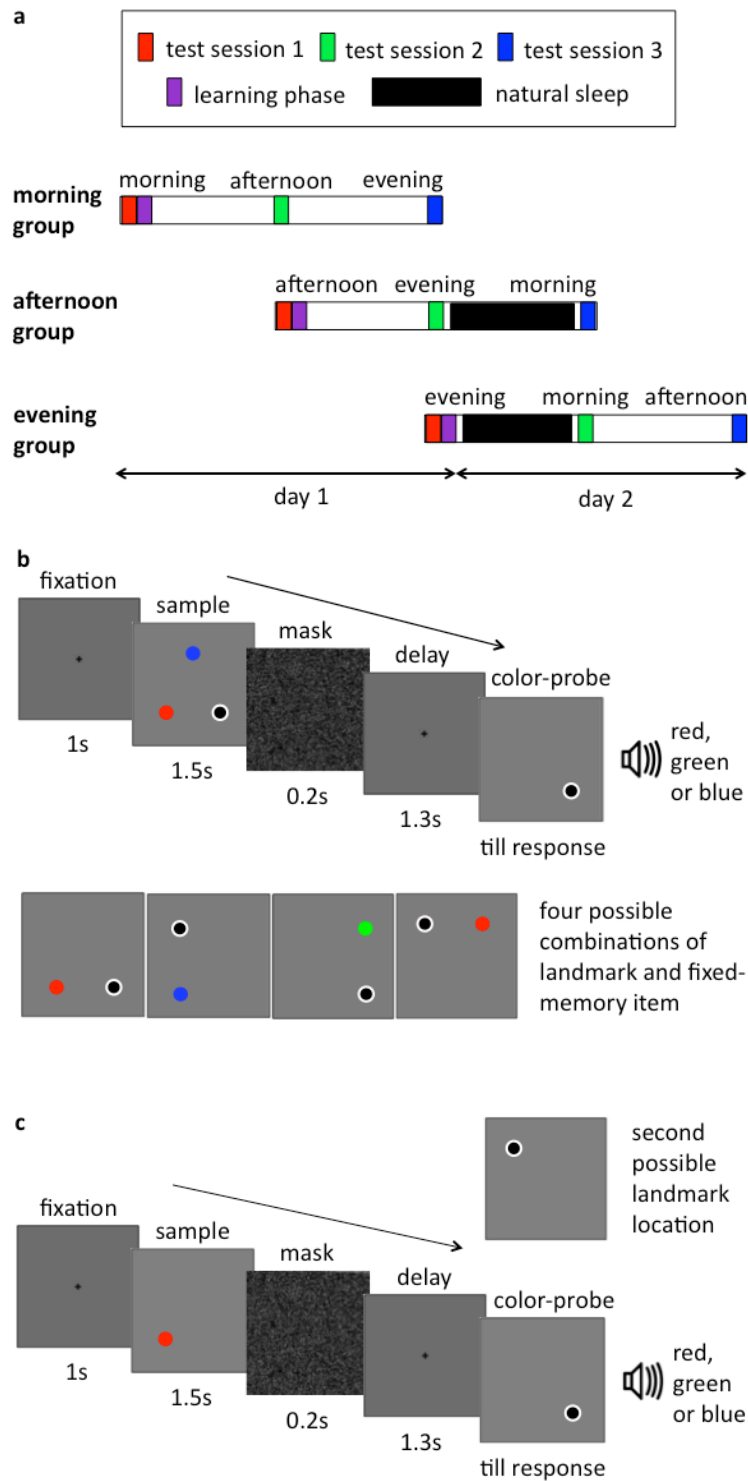 a
test session 1 test session 2 test session 3
learning phase natural sleep
morning afternoon evening
morning
group
afternoon evening morning
afternoon
group
evening morning afternoon
evening
group
day 1 day 2
b
fixation
sample
mask
delay
color-probe
red,
green
or blue
1s
1.5s
0.2s
1.3s
till response
four possible
combinations of
landmark and fixed-
memory item
c
second
possible
landmark
location
fixation
sample
mask
delay
color-probe
red,
green
or blue
1s
1.5s
0.2s
1.3s
till response